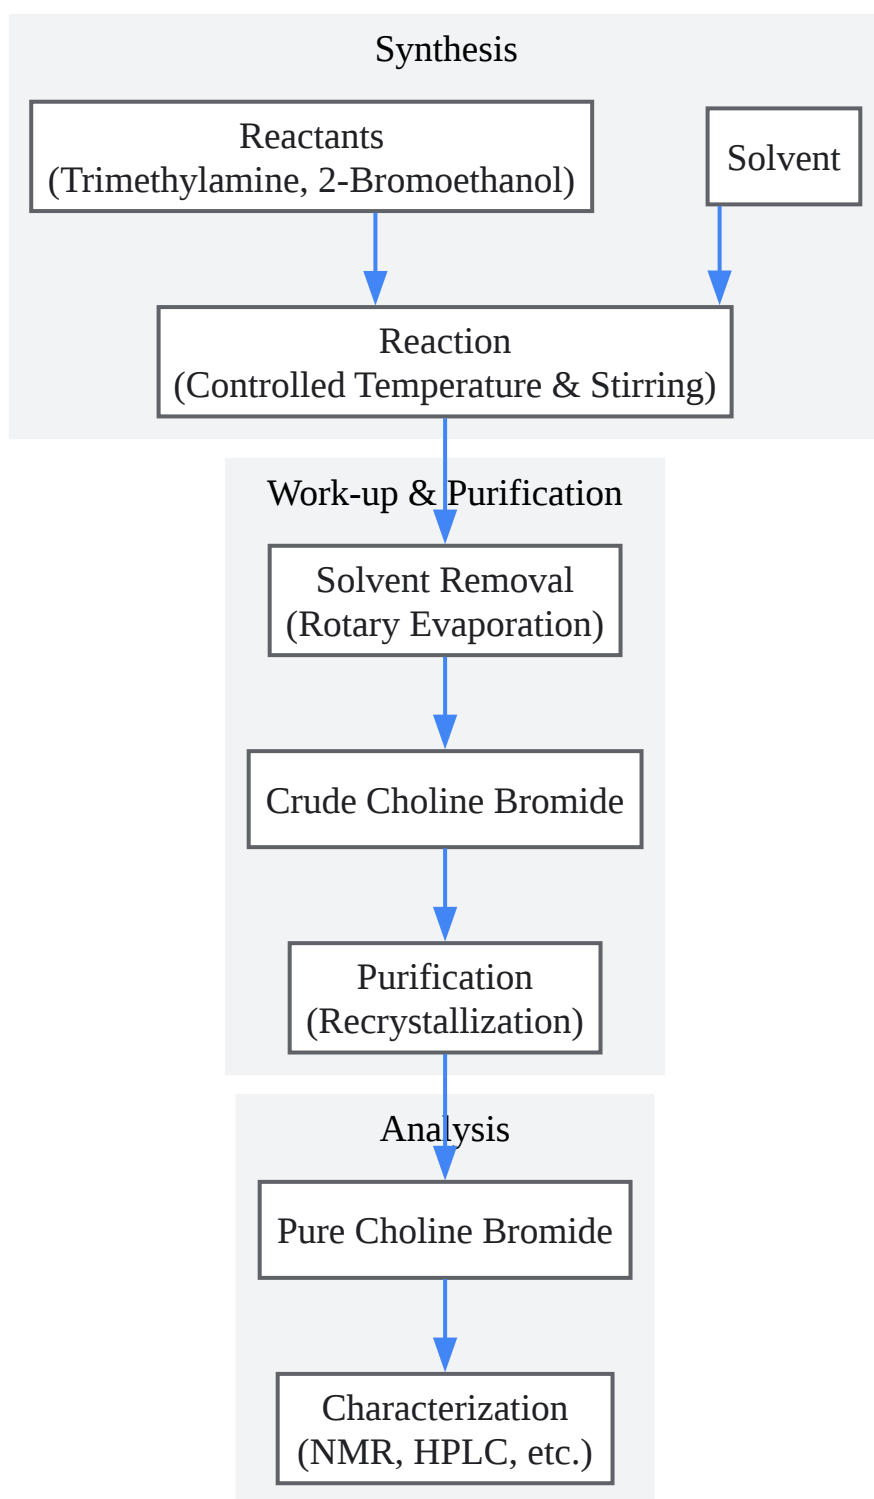 Synthesis
Reactants
(Trimethylamine, 2-Bromoethanol)
Solvent
Reaction
(Controlled Temperature & Stirring)
Work-up & Purification
Solvent Removal
(Rotary Evaporation)
Crude Choline Bromide
Purification
(Recrystallization)
Analysis
Pure Choline Bromide
Characterization
(NMR, HPLC, etc.)